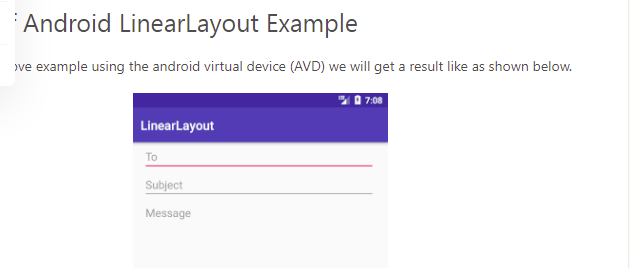 Android LinearLayout Example
example using the android virtual device (AVD) we will get a result like as shown below.
7:08
LinearLayout
To
Subject
Message